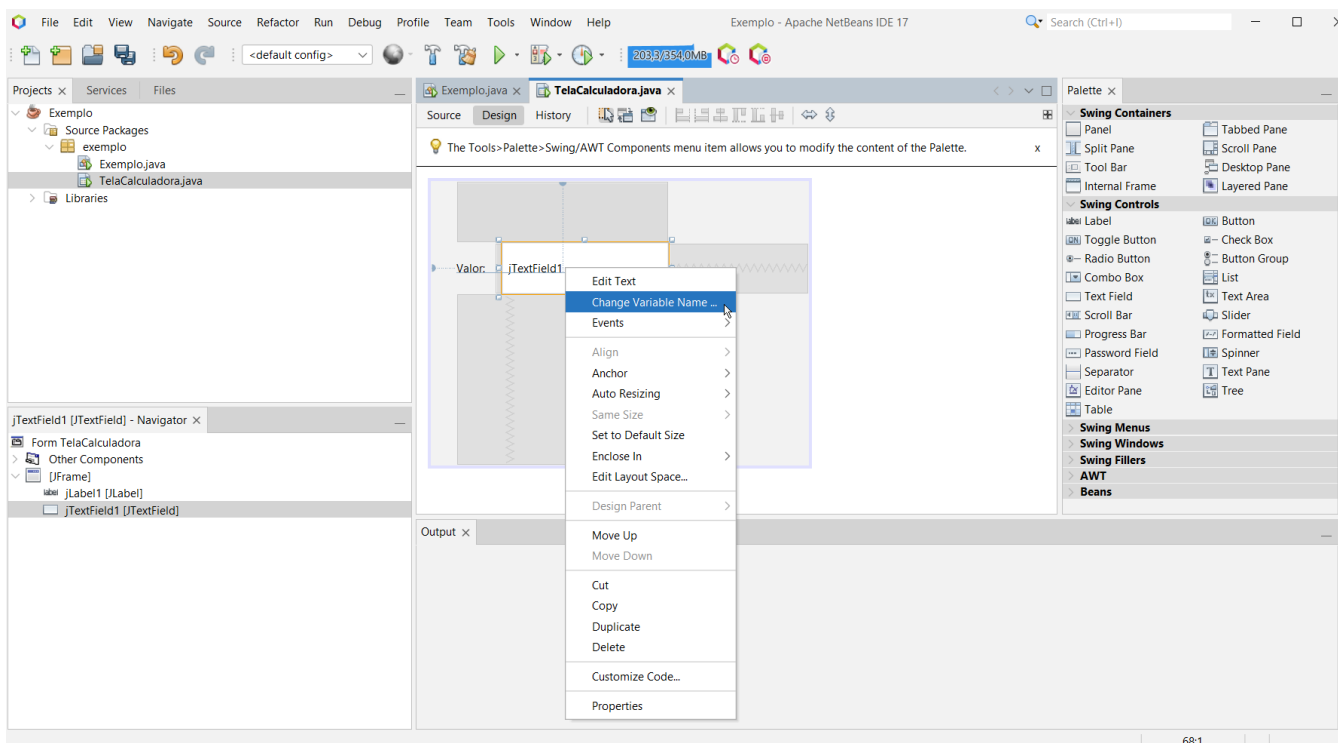 File Edit View Navigate Source Refactor Run Debug Profile Team Tools Window Help
Exemplo - Apache NetBeans IDE 17
Search (Ctrl+I)
<default config>
203,3/354,0MB
Projects × Services Files
Exemplo
Source Packages
exemplo
Exemplo.java
TelaCalculadora.java
Libraries
jTextField1 [JTextField] - Navigator ×
Form TelaCalculadora
Other Components
[JFrame]
label jLabel1 [JLabel]
jTextField1 [JTextField]
Exemplo.java × TelaCalculadora.java ×
Source Design History
The Tools>Palette>Swing/AWT Components menu item allows you to modify the content of the Palette. x
Valor: jTextField1
Edit Text
Change Variable Name ...
Events
Align
Anchor
Auto Resizing
Same Size
Set to Default Size
Enclose In
Edit Layout Space...
Design Parent
Move Up
Move Down
Cut
Copy
Duplicate
Delete
Customize Code...
Properties
Output ×
Palette ×
Swing Containers
Panel Tabbed Pane
Split Pane Scroll Pane
Tool Bar Desktop Pane
Internal Frame Layered Pane
Swing Controls
label Label OK Button
ON Toggle Button Check Box
Radio Button Button Group
Combo Box List
Text Field tx Text Area
Scroll Bar Slider
Progress Bar Formatted Field
Password Field Spinner
Separator T Text Pane
Editor Pane Tree
Table
Swing Menus
Swing Windows
Swing Fillers
AWT
Beans
68:1